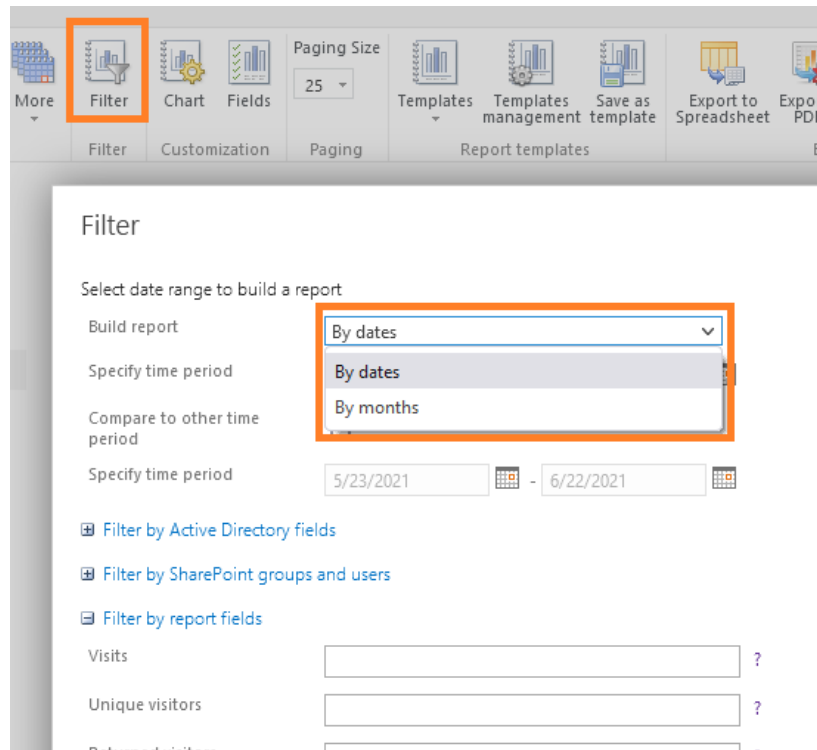 Paging Size
25
More
Filter
Chart
Fields
Templates
Templates management
Save as template
Export to Spreadsheet
Filter
Customization
Paging
Report templates
Filter
Select date range to build a report
Build report
By dates
Specify time period
By dates
By months
Compare to other time
period
Specify time period
5/23/2021
-
6/22/2021
Filter by Active Directory fields
Filter by SharePoint groups and users
Filter by report fields
Visits
?
Unique visitors
?